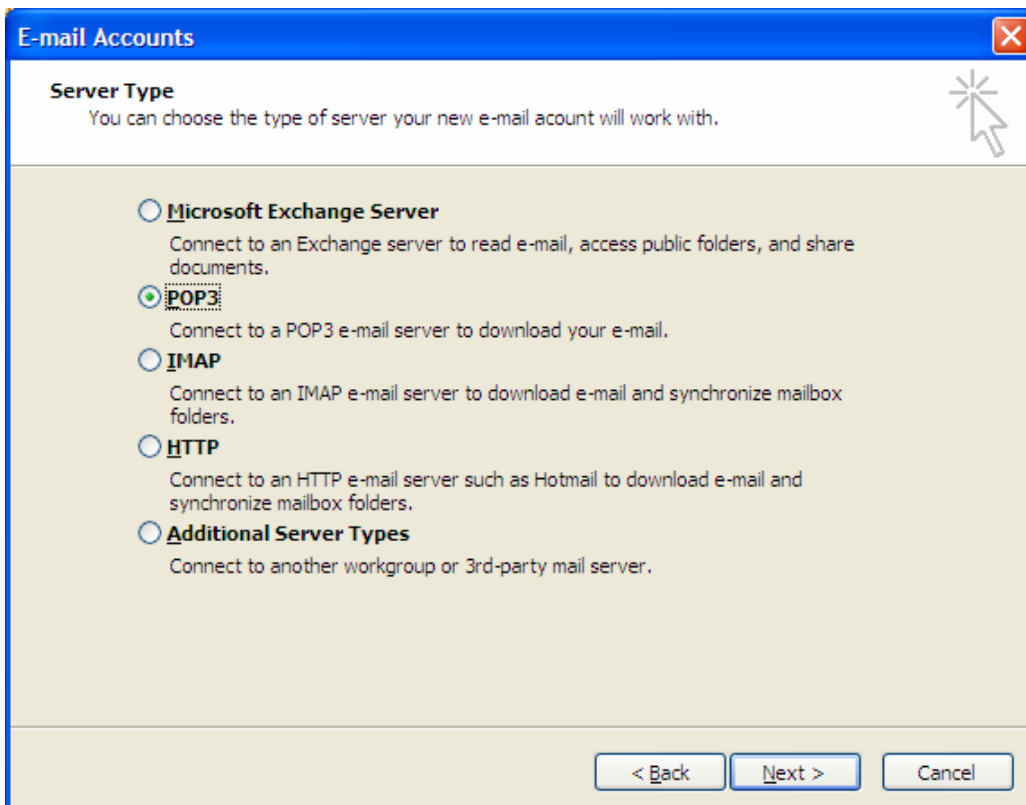 E-mail Accounts
Server Type
You can choose the type of server your new e-mail acount will work with.
Microsoft Exchange Server
Connect to an Exchange server to read e-mail, access public folders, and share
documents.
POP3
Connect to a POP3 e-mail server to download your e-mail.
IMAP
Connect to an IMAP e-mail server to download e-mail and synchronize mailbox
folders.
HTTP
Connect to an HTTP e-mail server such as Hotmail to download e-mail and
synchronize mailbox folders.
Additional Server Types
Connect to another workgroup or 3rd-party mail server.
< Back Next > Cancel